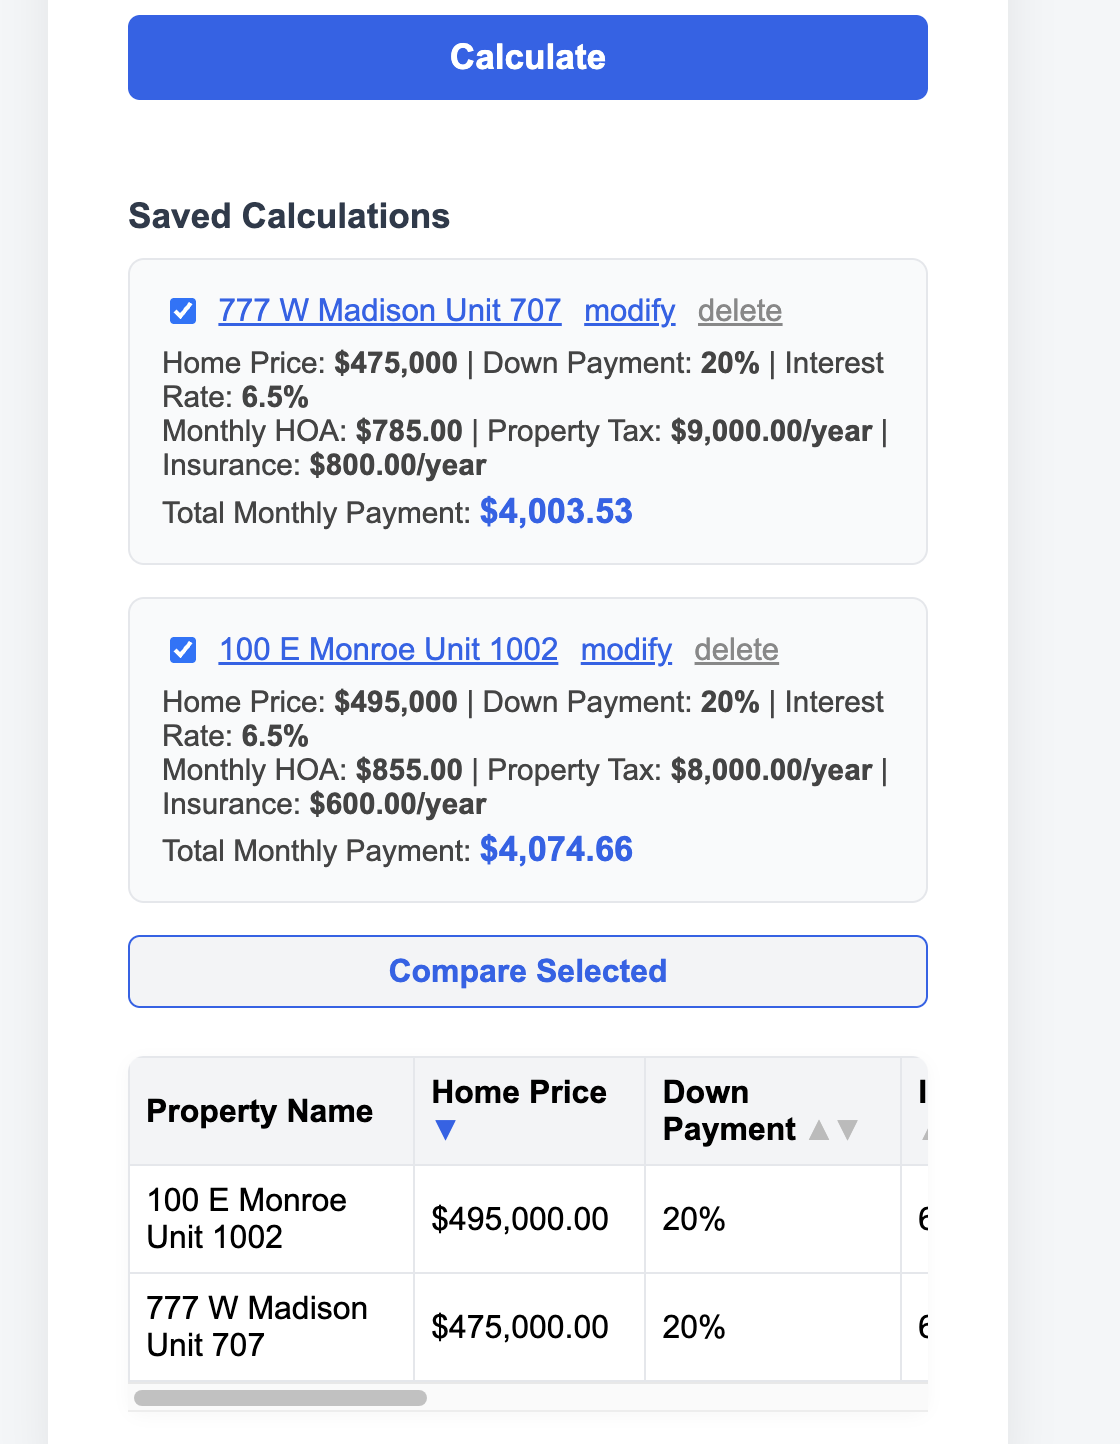 Calculate
Saved Calculations
777 W Madison Unit 707 modify delete
Home Price: $475,000 | Down Payment: 20% | Interest
Rate: 6.5%
Monthly HOA: $785.00 | Property Tax: $9,000.00/year |
Insurance: $800.00/year
Total Monthly Payment: $4,003.53
100 E Monroe Unit 1002 modify delete
Home Price: $495,000 | Down Payment: 20% | Interest
Rate: 6.5%
Monthly HOA: $855.00 | Property Tax: $8,000.00/year |
Insurance: $600.00/year
Total Monthly Payment: $4,074.66
Compare Selected
Property Name
Home Price ▼
Down
Payment ▲▼
100 E Monroe
Unit 1002
$495,000.00
20%
777 W Madison
Unit 707
$475,000.00
20%